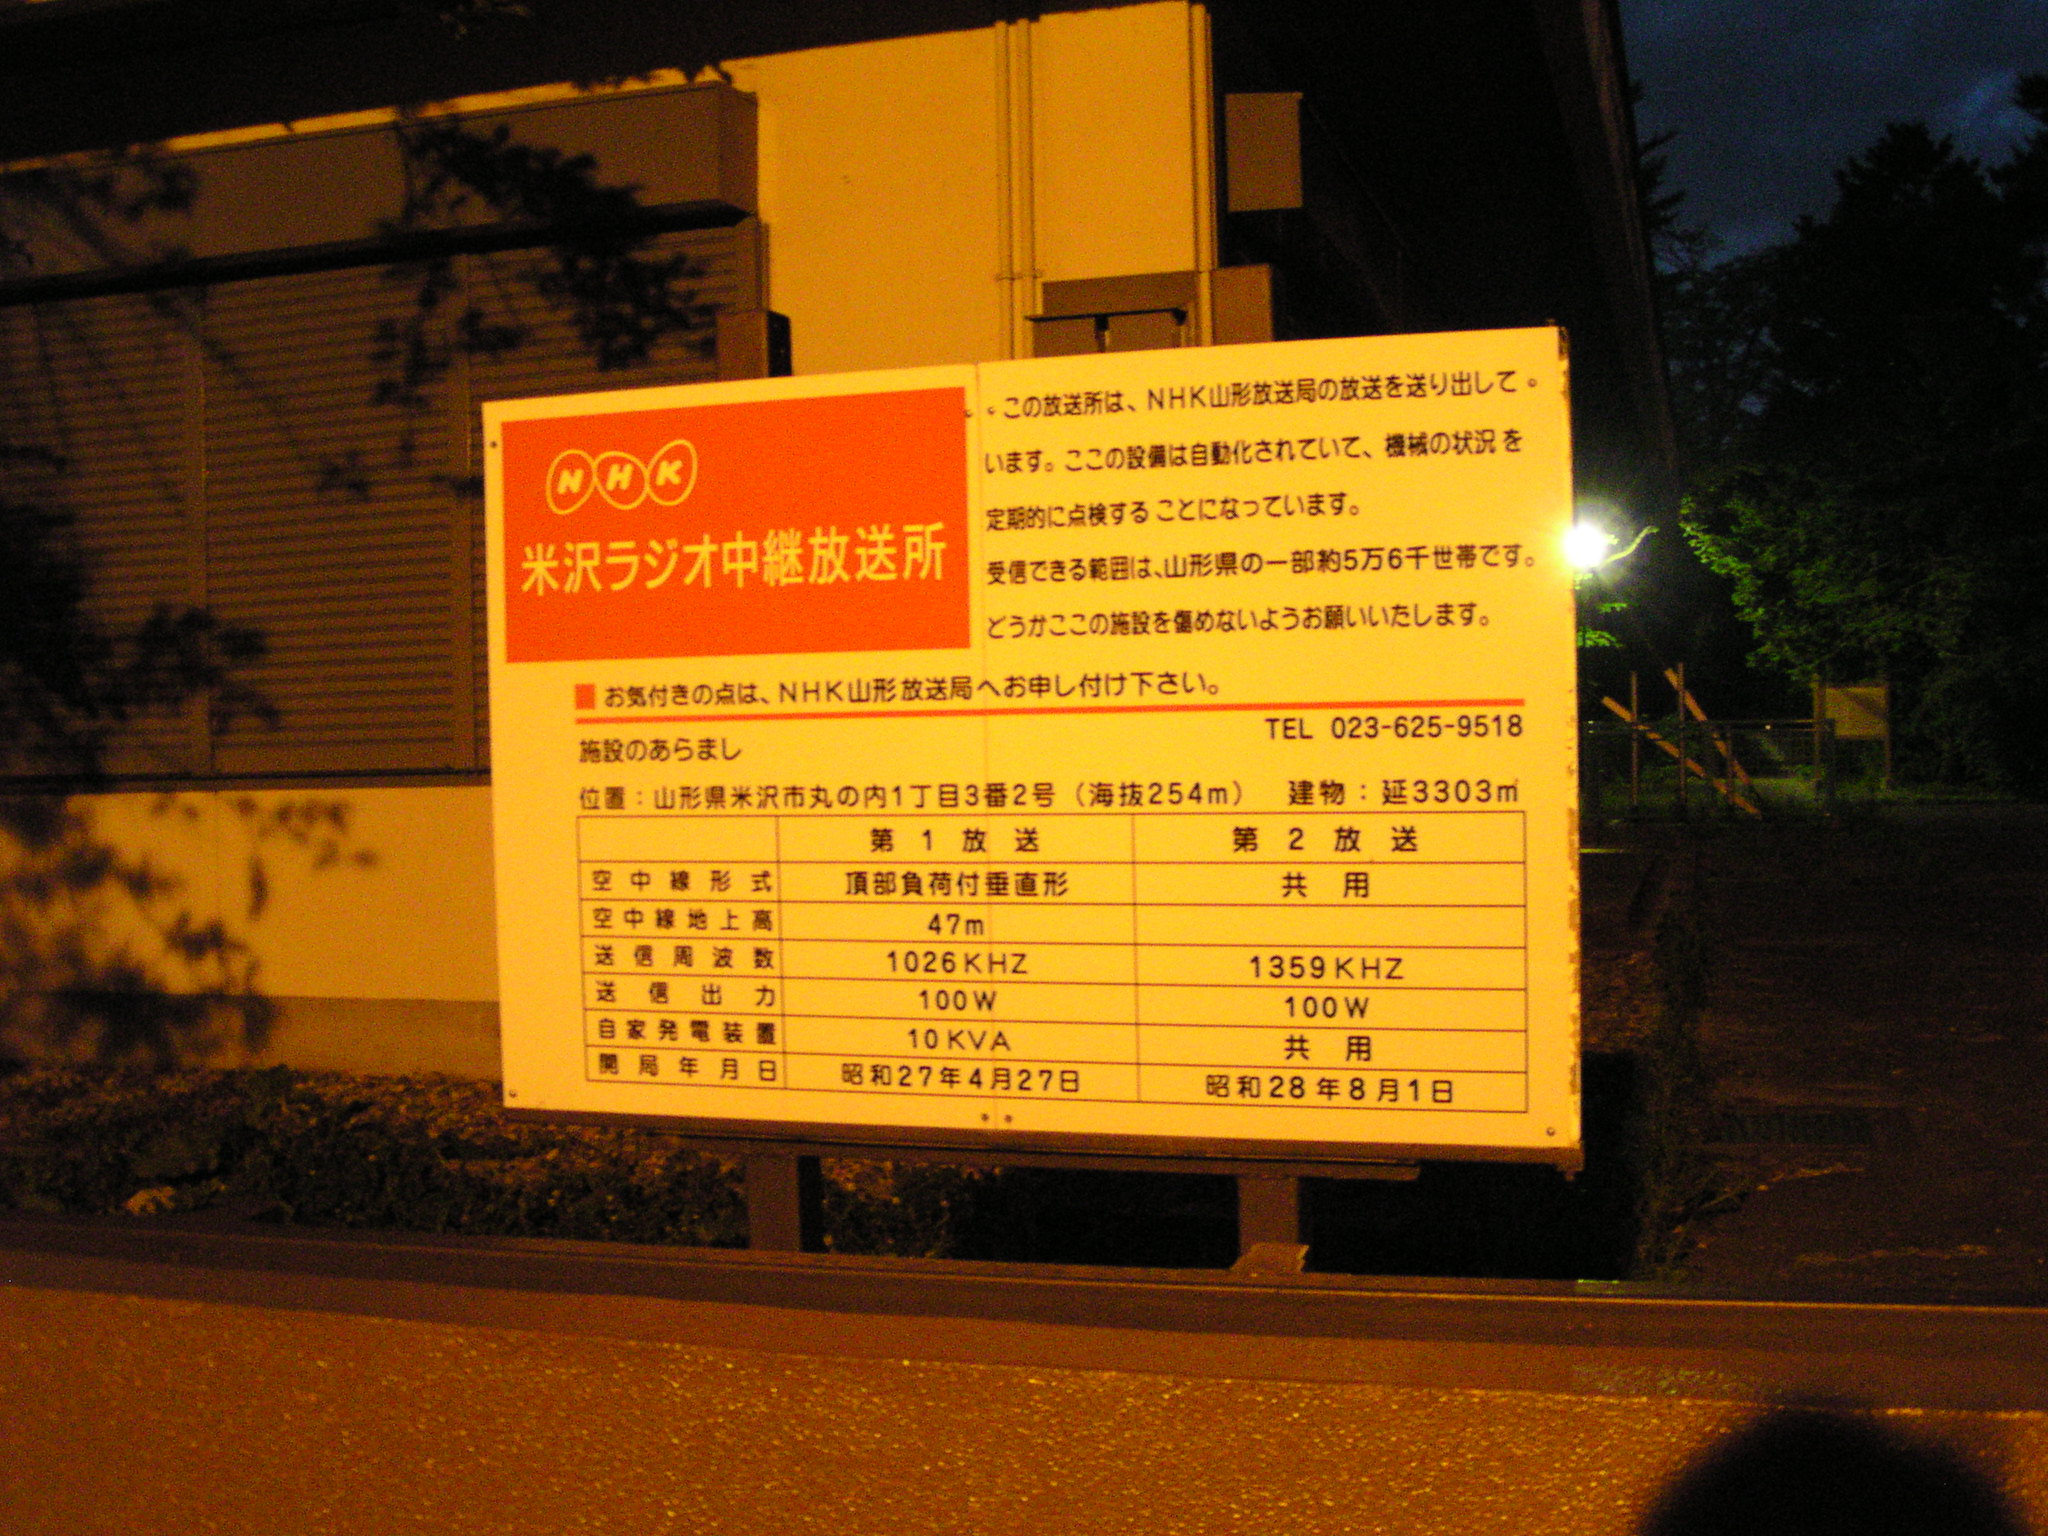 NHK
米沢ラジオ中継放送所
この放送所は、NHK山形放送局の放送を送り出して
います。ここの設備は自動化されていて、機械の状況を
定期的に点検することになっています。
受信できる範囲は、山形県の一部約5万6千世帯です。
どうかここの施設を傷めないようお願いいたします。
■お気付きの点は、NHK山形放送局へお申し付け下さい。
TEL 023-625-9518
施設のあらまし
位置：山形県米沢市丸の内1丁目3番2号（海抜254m） 建物：延3303㎡
第1放送 第2放送
空中線形式 頂部負荷付垂直形 共用
空中線地上高 47m
送信周波数 1026KHZ 1359KHZ
送信出力 100W 100W
自家発電装置 10KVA 共用
開局年月日 昭和27年4月27日 昭和28年8月1日